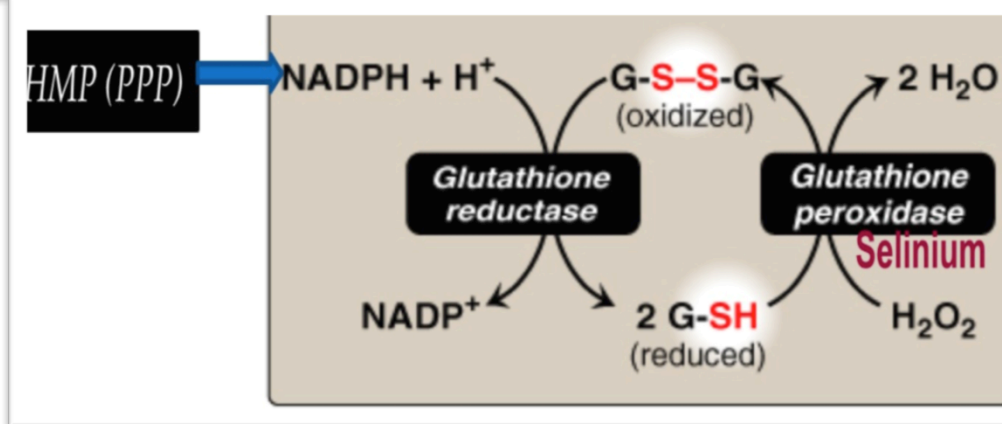 HMP (PPP)
NADPH + H⁺
G-S–S-G
(oxidized)
2 H₂O
Glutathione
reductase
Glutathione
peroxidase
Selinium
NADP⁺
2 G-SH
(reduced)
H₂O₂